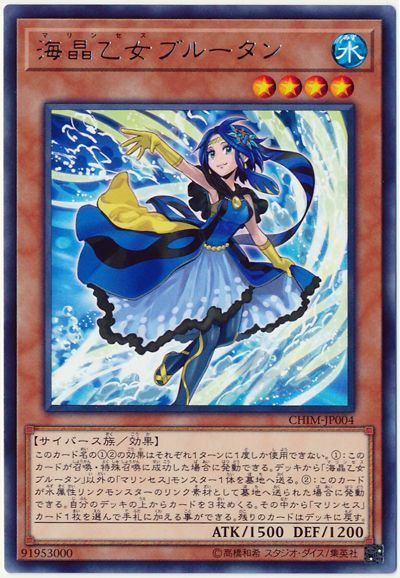 マリンセス
海晶乙女ブルータン
水
CHIM-JP004
【サイバース族／効果】
このカード名の①②の効果はそれぞれ１ターンに１度しか使用できない。①：この
カードが召喚・特殊召喚に成功した場合に発動できる。デッキから「海晶乙女
ブルータン」以外の「マリンセス」モンスター１体を墓地へ送る。②：このカード
が水属性リンクモンスターのリンク素材として墓地へ送られた場合に発動
できる。自分のデッキの上からカードを３枚めくる。その中から「マリンセス」
カード１枚を選んで手札に加える事ができる。残りのカードはデッキに戻す。
ATK/1500 DEF/1200
91953000
©高橋和希 スタジオ・ダイス/集英社